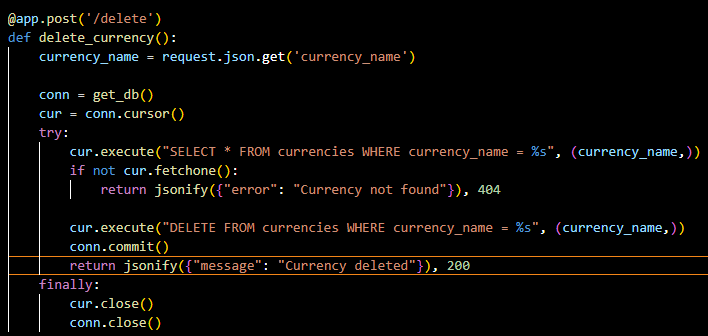 @app.post('/delete')
def delete_currency():
    currency_name = request.json.get('currency_name')

    conn = get_db()
    cur = conn.cursor()
    try:
        cur.execute("SELECT * FROM currencies WHERE currency_name = %s", (currency_name,))
        if not cur.fetchone():
            return jsonify({"error": "Currency not found"}), 404

        cur.execute("DELETE FROM currencies WHERE currency_name = %s", (currency_name,))
        conn.commit()
        return jsonify({"message": "Currency deleted"}), 200
    finally:
        cur.close()
        conn.close()